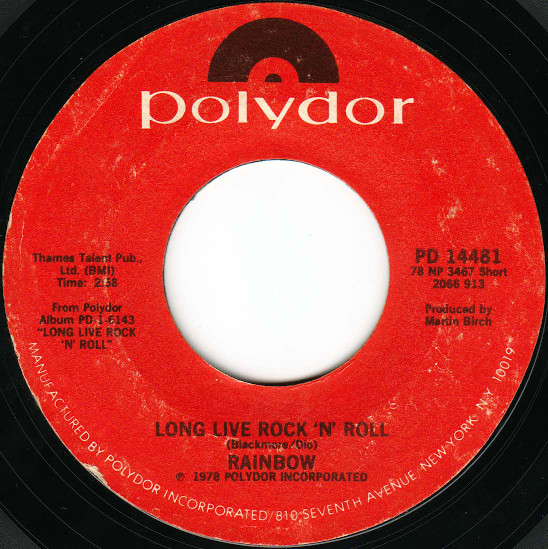 polydor
Thames Talent Pub.,
Ltd. (BMI)
Time: 2:58
From Polydor
Album PD 1-6143
"LONG LIVE ROCK
'N' ROLL"
PD 14481
78 NP 3467 Short
2066 913
Produced by
Martin Birch
LONG LIVE ROCK 'N' ROLL
(Blackmore/Dio)
RAINBOW
℗ 1978 POLYDOR INCORPORATED
MANUFACTURED BY POLYDOR INCORPORATED/810 SEVENTH AVENUE, NEW YORK, N.Y. 10019